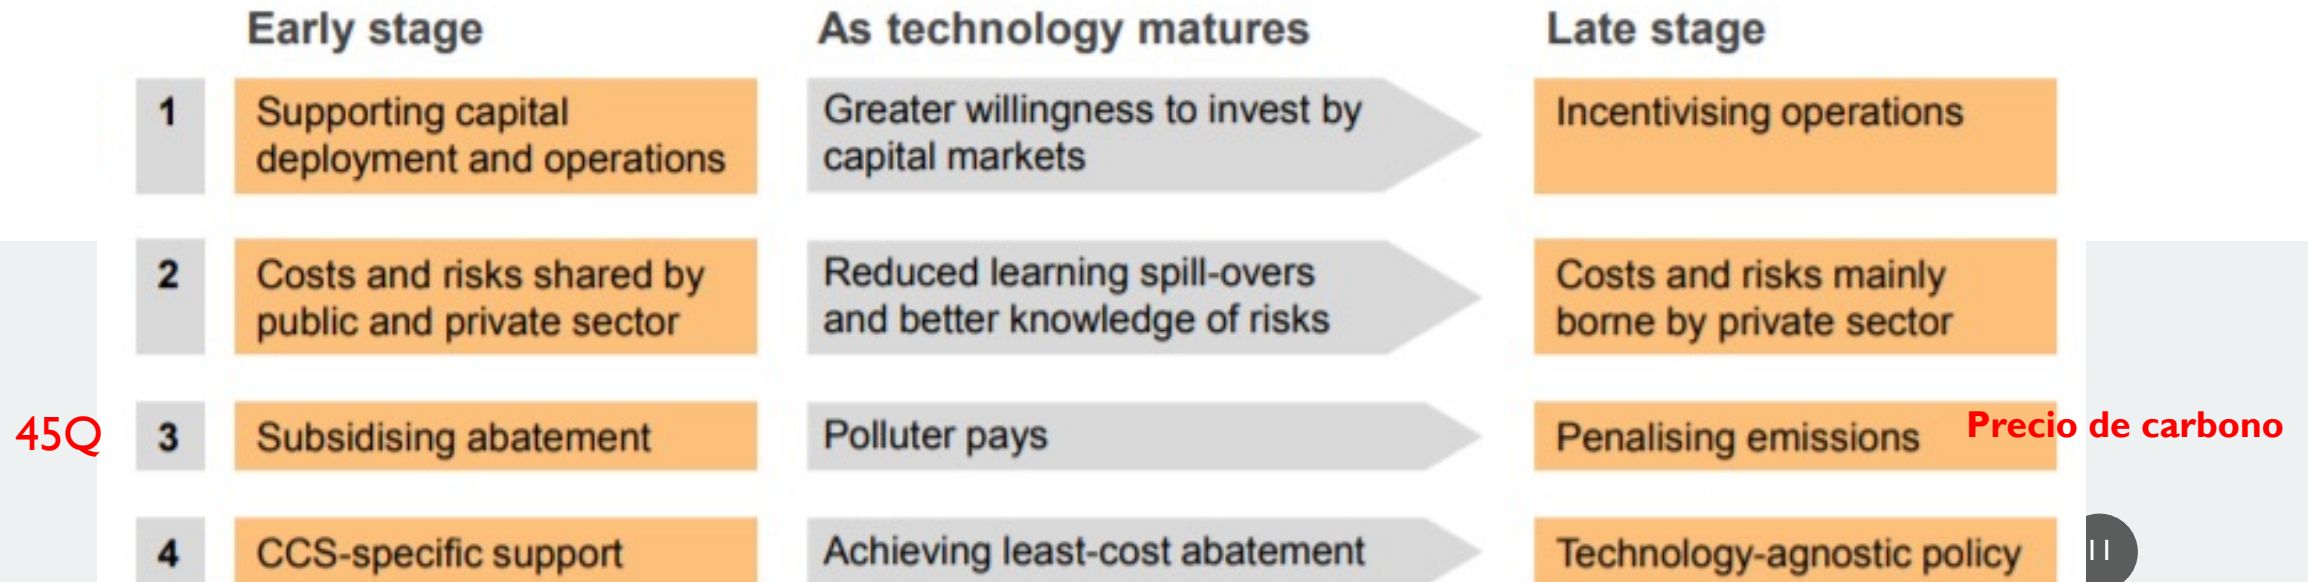 Early stage
As technology matures
Late stage
1
Supporting capital
deployment and operations
Greater willingness to invest by
capital markets
Incentivising operations
2
Costs and risks shared by
public and private sector
Reduced learning spill-overs
and better knowledge of risks
Costs and risks mainly
borne by private sector
45Q
3
Subsidising abatement
Polluter pays
Penalising emissions
Precio de carbono
4
CCS-specific support
Achieving least-cost abatement
Technology-agnostic policy
11